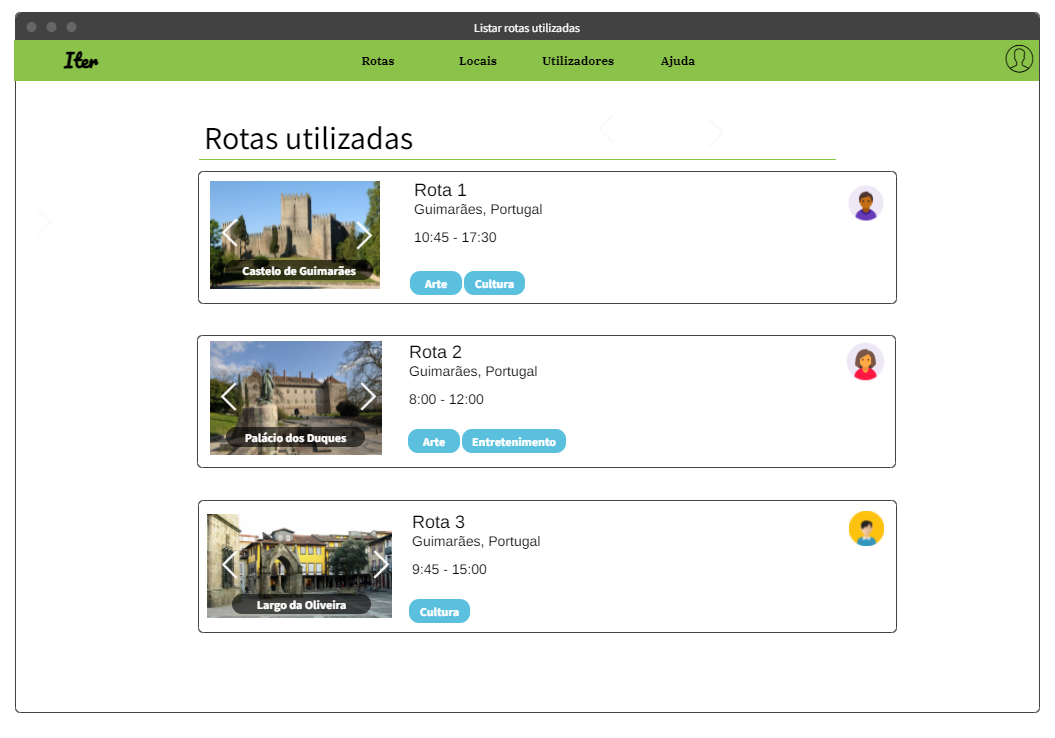 Listar rotas utilizadas
Iter
Rotas
Locais
Utilizadores
Ajuda
Rotas utilizadas
Rota 1
Guimarães, Portugal
10:45 - 17:30
Castelo de Guimarães
Arte
Cultura
Rota 2
Guimarães, Portugal
8:00 - 12:00
Palácio dos Duques
Arte
Entretenimento
Rota 3
Guimarães, Portugal
9:45 - 15:00
Largo da Oliveira
Cultura